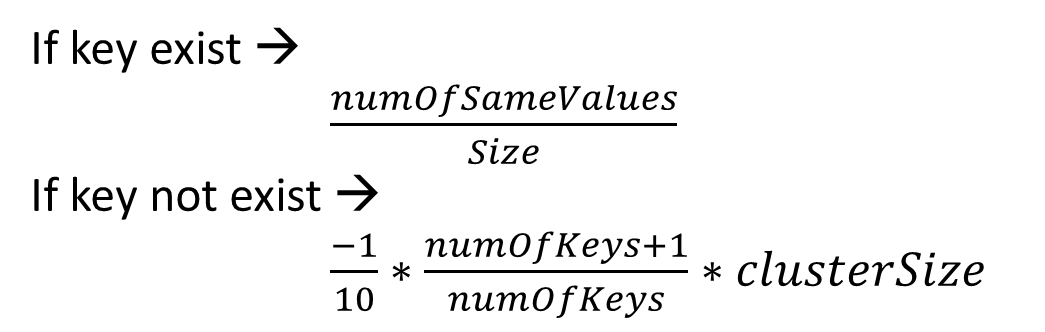 If key exist →
numOfSameValues
Size
If key not exist →
−1/10 * numOfKeys+1/numOfKeys * clusterSize